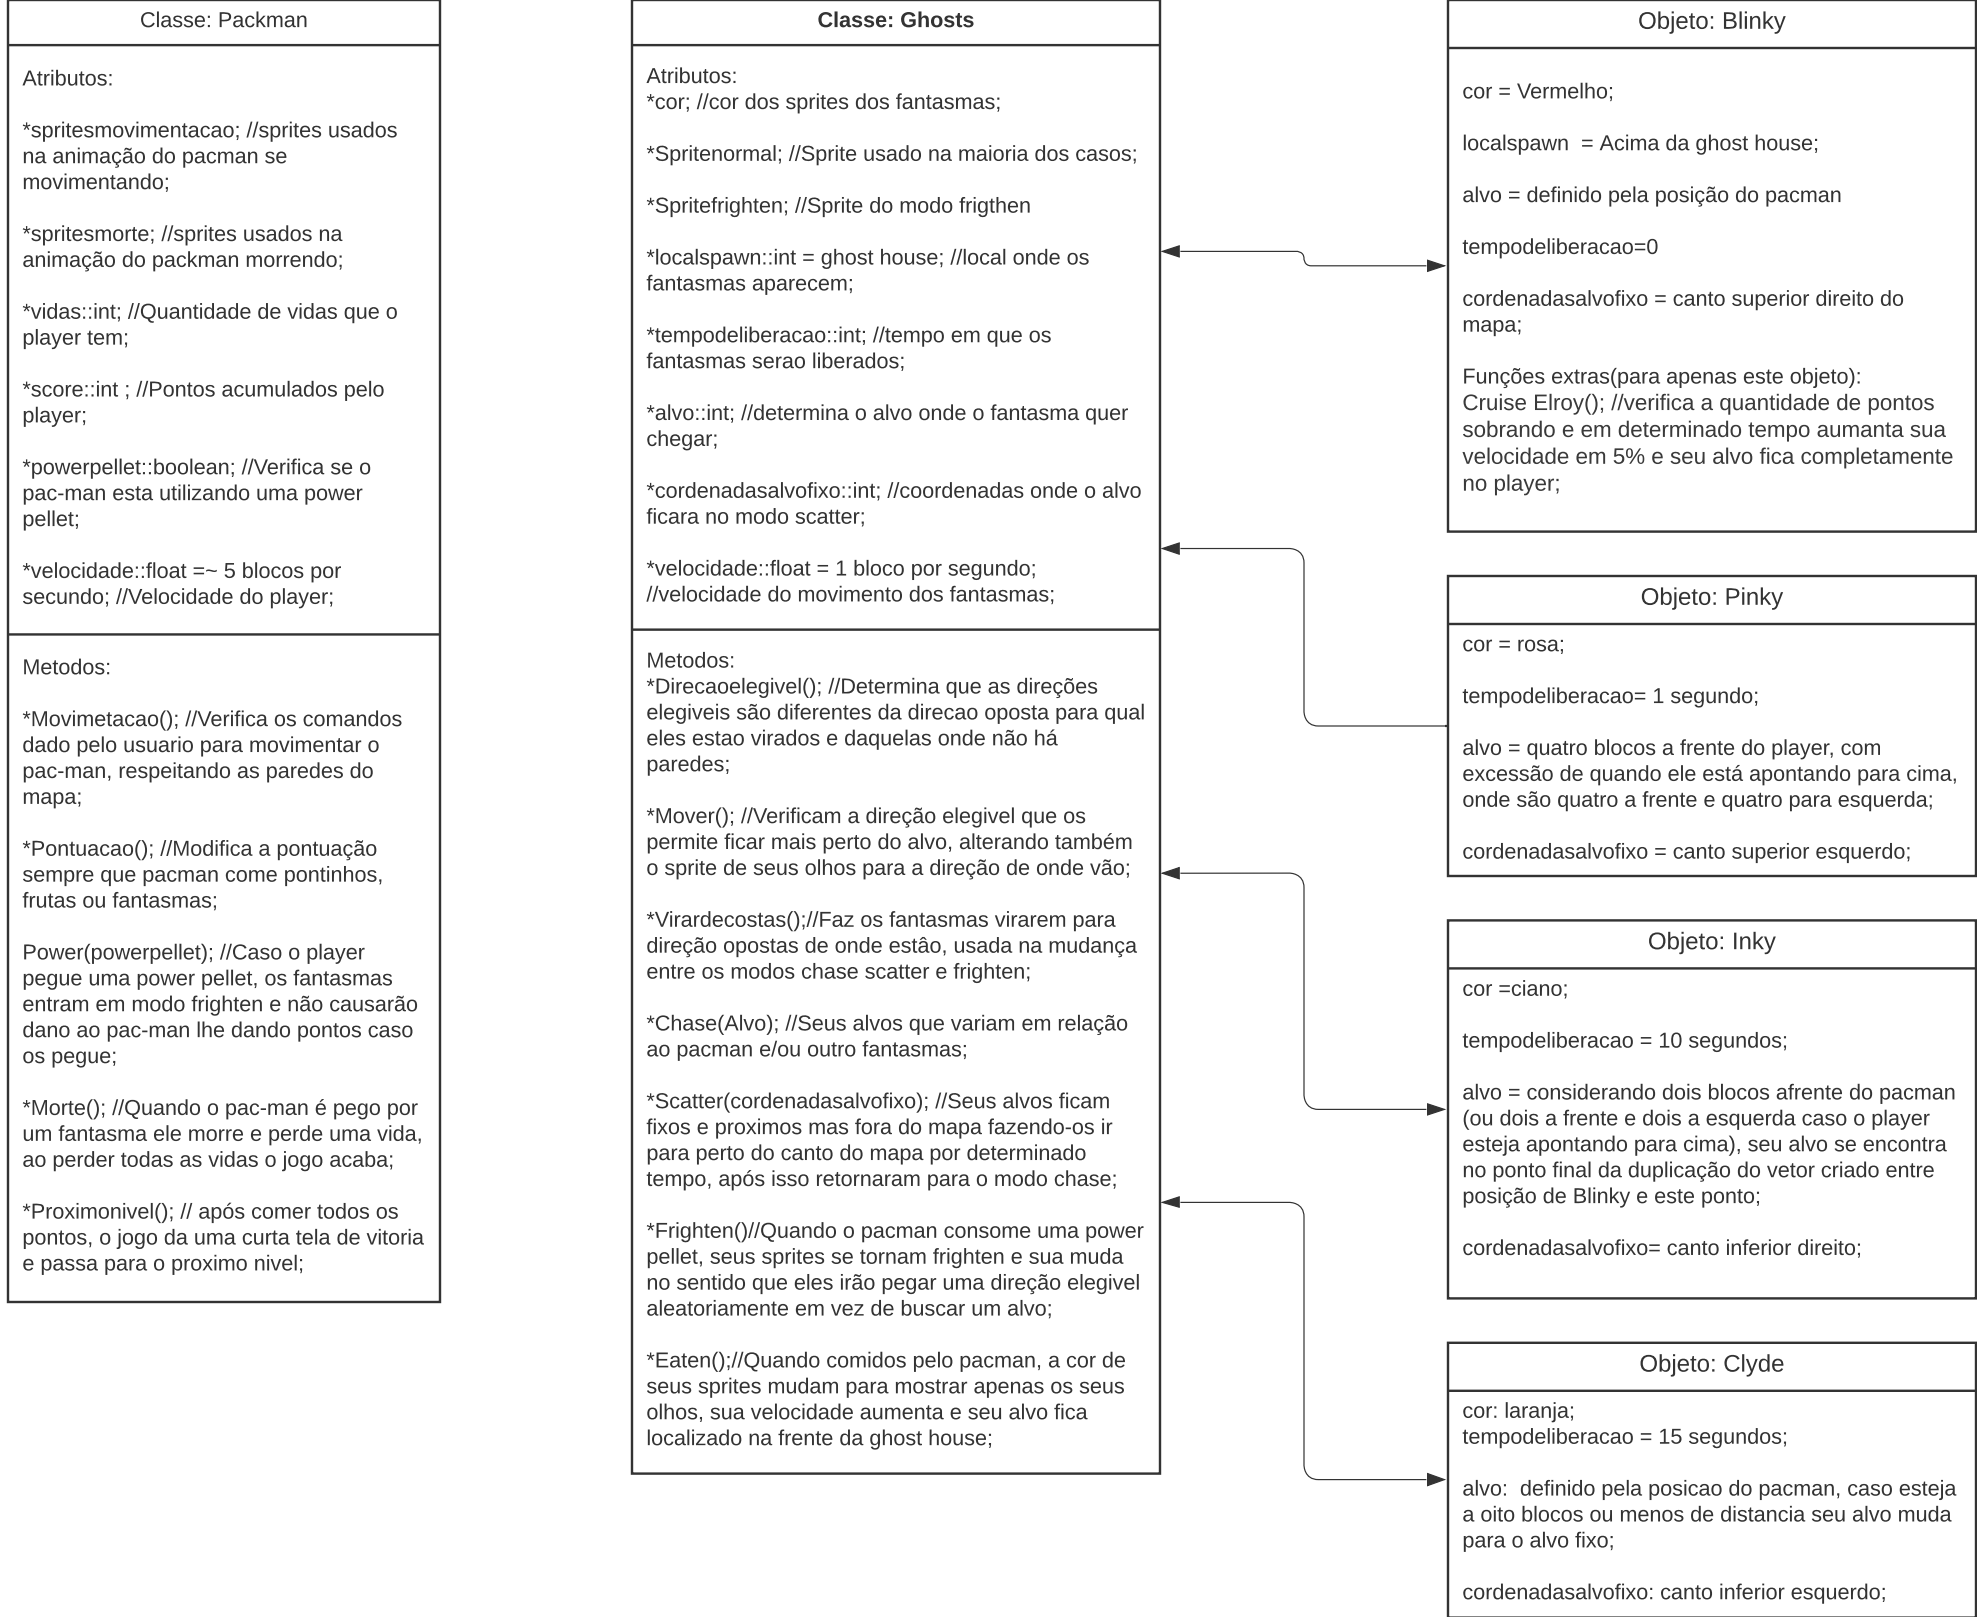 Classe: Packman
Atributos:
*spritesmovimentacao; //sprites usados
na animação do pacman se
movimentando;
*spritesmorte; //sprites usados na
animação do packman morrendo;
*vidas::int; //Quantidade de vidas que o
player tem;
*score::int ; //Pontos acumulados pelo
player;
*powerpellet::boolean; //Verifica se o
pac-man esta utilizando uma power
pellet;
*velocidade::float =~ 5 blocos por
secundo; //Velocidade do player;
Metodos:
*Movimetacao(); //Verifica os comandos
dado pelo usuario para movimentar o
pac-man, respeitando as paredes do
mapa;
*Pontuacao(); //Modifica a pontuação
sempre que pacman come pontinhos,
frutas ou fantasmas;
Power(powerpellet); //Caso o player
pegue uma power pellet, os fantasmas
entram em modo frighten e não causarão
dano ao pac-man lhe dando pontos caso
os pegue;
*Morte(); //Quando o pac-man é pego por
um fantasma ele morre e perde uma vida,
ao perder todas as vidas o jogo acaba;
*Proximonivel(); // após comer todos os
pontos, o jogo da uma curta tela de vitoria
e passa para o proximo nivel;
Classe: Ghosts
Atributos:
*cor; //cor dos sprites dos fantasmas;
*Spritenormal; //Sprite usado na maioria dos casos;
*Spritefrighten; //Sprite do modo frigthen
*localspawn::int = ghost house; //local onde os
fantasmas aparecem;
*tempodeliberacao::int; //tempo em que os
fantasmas serao liberados;
*alvo::int; //determina o alvo onde o fantasma quer
chegar;
*cordenadasalvofixo::int; //coordenadas onde o alvo
ficara no modo scatter;
*velocidade::float = 1 bloco por segundo;
//velocidade do movimento dos fantasmas;
Metodos:
*Direcaoelegivel(); //Determina que as direções
elegiveis são diferentes da direcao oposta para qual
eles estao virados e daquelas onde não há
paredes;
*Mover(); //Verificam a direção elegivel que os
permite ficar mais perto do alvo, alterando também
o sprite de seus olhos para a direção de onde vão;
*Virardecostas();//Faz os fantasmas virarem para
direção opostas de onde estâo, usada na mudança
entre os modos chase scatter e frighten;
*Chase(Alvo); //Seus alvos que variam em relação
ao pacman e/ou outro fantasmas;
*Scatter(cordenadasalvofixo); //Seus alvos ficam
fixos e proximos mas fora do mapa fazendo-os ir
para perto do canto do mapa por determinado
tempo, após isso retornaram para o modo chase;
*Frighten()//Quando o pacman consome uma power
pellet, seus sprites se tornam frighten e sua muda
no sentido que eles irão pegar uma direção elegivel
aleatoriamente em vez de buscar um alvo;
*Eaten();//Quando comidos pelo pacman, a cor de
seus sprites mudam para mostrar apenas os seus
olhos, sua velocidade aumenta e seu alvo fica
localizado na frente da ghost house;
Objeto: Blinky
cor = Vermelho;
localspawn  = Acima da ghost house;
alvo = definido pela posição do pacman
tempodeliberacao=0
cordenadasalvofixo = canto superior direito do
mapa;
Funções extras(para apenas este objeto):
Cruise Elroy(); //verifica a quantidade de pontos
sobrando e em determinado tempo aumanta sua
velocidade em 5% e seu alvo fica completamente
no player;
Objeto: Pinky
cor = rosa;
tempodeliberacao= 1 segundo;
alvo = quatro blocos a frente do player, com
excessão de quando ele está apontando para cima,
onde são quatro a frente e quatro para esquerda;
cordenadasalvofixo = canto superior esquerdo;
Objeto: Inky
cor =ciano;
tempodeliberacao = 10 segundos;
alvo = considerando dois blocos afrente do pacman
(ou dois a frente e dois a esquerda caso o player
esteja apontando para cima), seu alvo se encontra
no ponto final da duplicação do vetor criado entre
posição de Blinky e este ponto;
cordenadasalvofixo= canto inferior direito;
Objeto: Clyde
cor: laranja;
tempodeliberacao = 15 segundos;
alvo:  definido pela posicao do pacman, caso esteja
a oito blocos ou menos de distancia seu alvo muda
para o alvo fixo;
cordenadasalvofixo: canto inferior esquerdo;